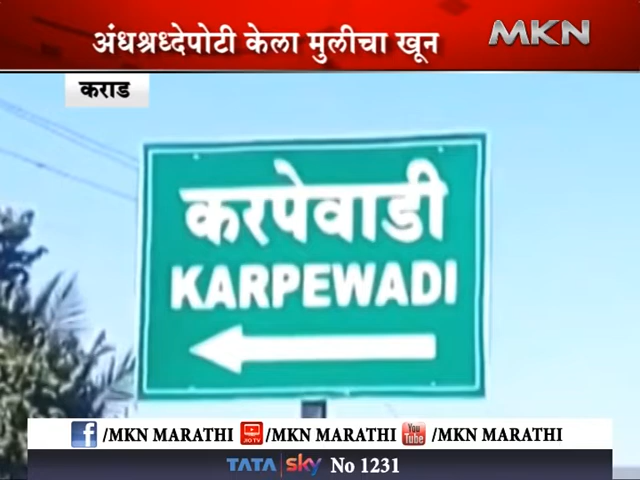 अंधश्रध्देपोटी केला मुलीचा खून
MKN
कराड
करपेवाडी
KARPEWADI
/MKN MARATHI /MKN MARATHI /MKN MARATHI
JIO TV
You Tube
TATA sky No 1231